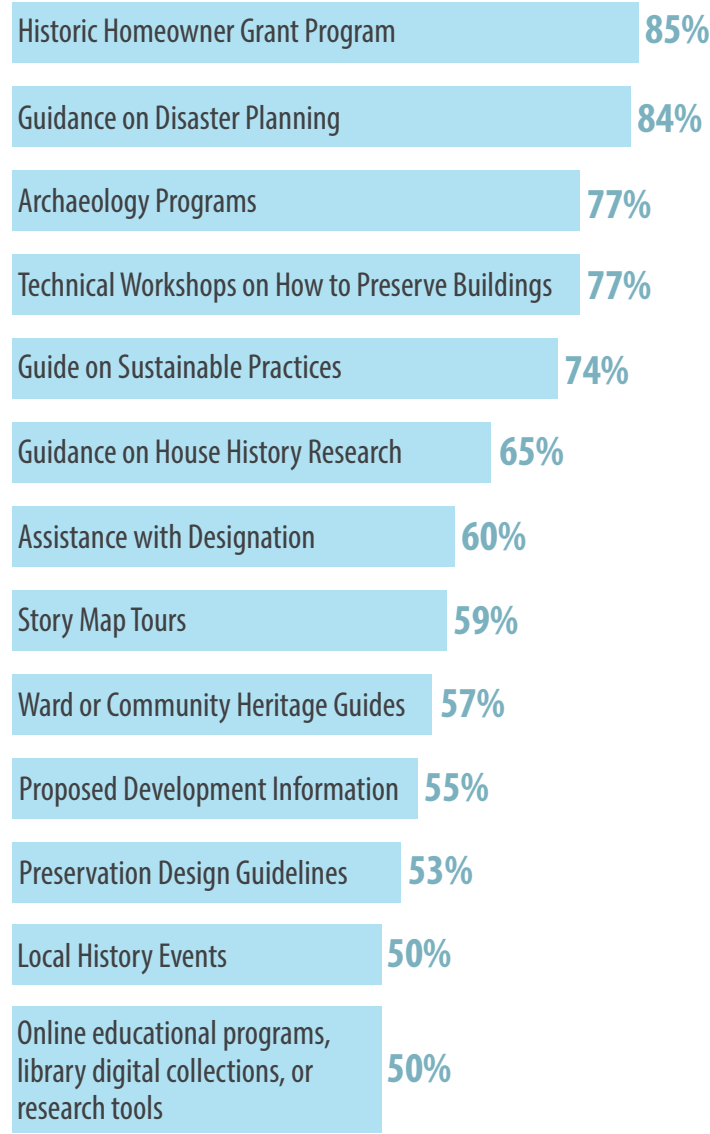 Historic Homeowner Grant Program 85%
Guidance on Disaster Planning 84%
Archaeology Programs 77%
Technical Workshops on How to Preserve Buildings 77%
Guide on Sustainable Practices 74%
Guidance on House History Research 65%
Assistance with Designation 60%
Story Map Tours 59%
Ward or Community Heritage Guides 57%
Proposed Development Information 55%
Preservation Design Guidelines 53%
Local History Events 50%
Online educational programs,
library digital collections, or 50%
research tools